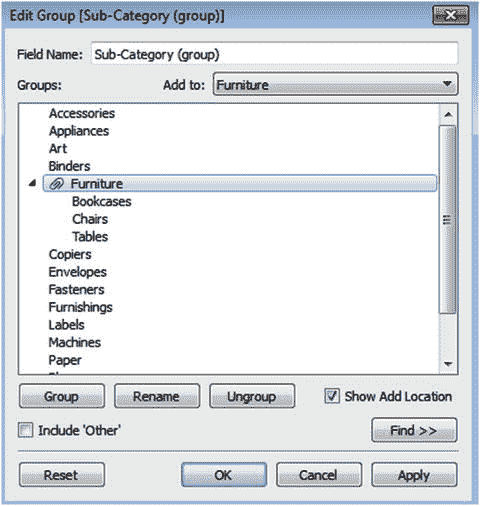 Edit Group [Sub-Category (group)]
Field Name: Sub-Category (group)
Groups: Add to: Furniture
Accessories
Appliances
Art
Binders
Furniture
Bookcases
Chairs
Tables
Copiers
Envelopes
Fasteners
Furnishings
Labels
Machines
Paper
Group Rename Ungroup Show Add Location
Include 'Other' Find >>
Reset OK Cancel Apply